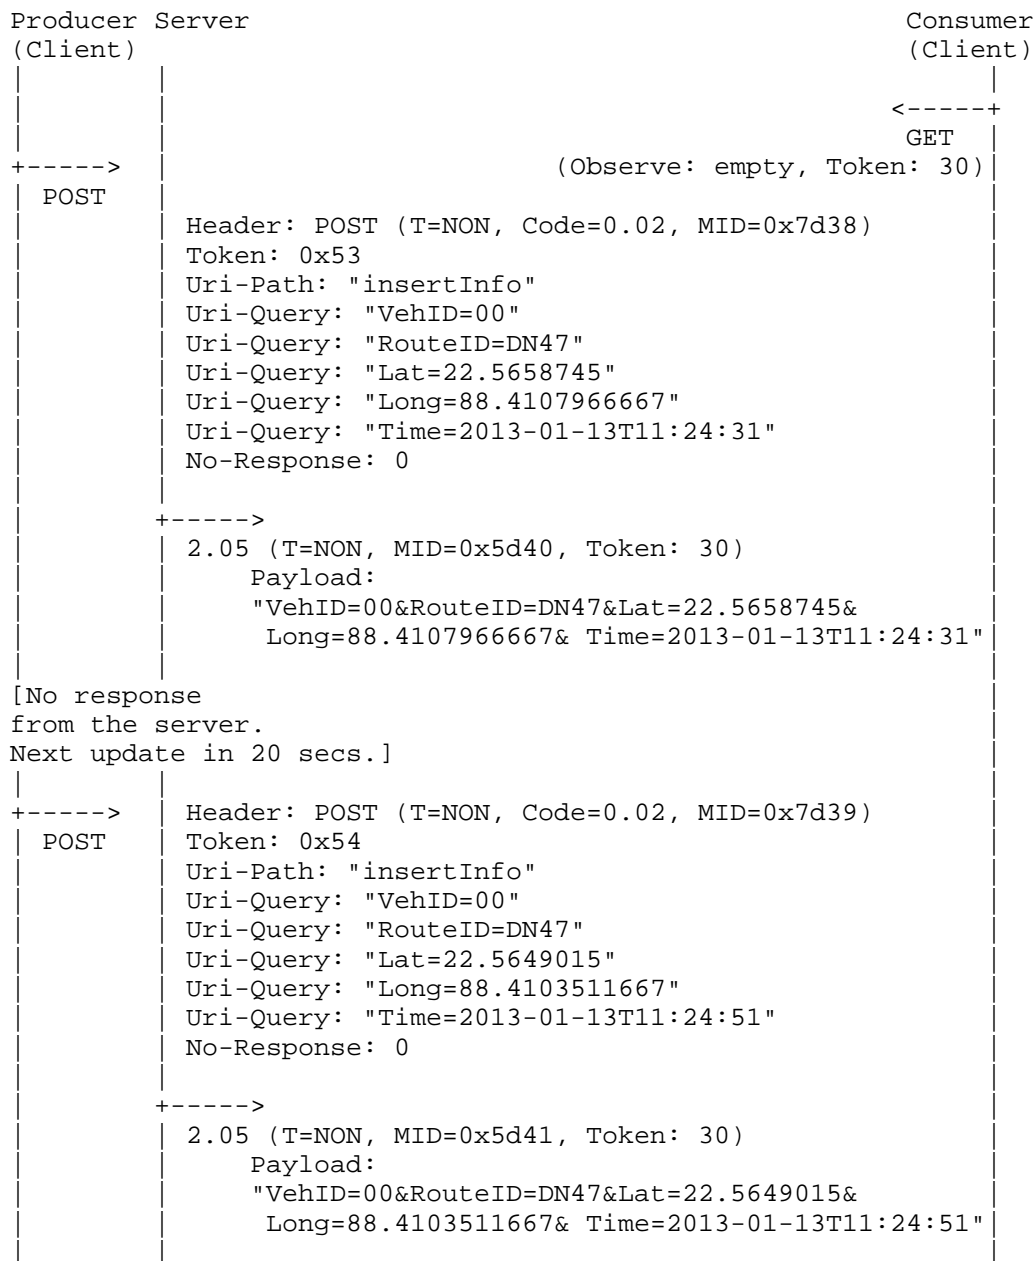 Producer Server Consumer
(Client) (Client)
<-----+
GET
+-----> (Observe: empty, Token: 30)
POST
Header: POST (T=NON, Code=0.02, MID=0x7d38)
Token: 0x53
Uri-Path: "insertInfo"
Uri-Query: "VehID=00"
Uri-Query: "RouteID=DN47"
Uri-Query: "Lat=22.5658745"
Uri-Query: "Long=88.4107966667"
Uri-Query: "Time=2013-01-13T11:24:31"
No-Response: 0
+----->
2.05 (T=NON, MID=0x5d40, Token: 30)
Payload:
"VehID=00&RouteID=DN47&Lat=22.5658745&
Long=88.4107966667& Time=2013-01-13T11:24:31"
[No response
from the server.
Next update in 20 secs.]
+-----> Header: POST (T=NON, Code=0.02, MID=0x7d39)
POST Token: 0x54
Uri-Path: "insertInfo"
Uri-Query: "VehID=00"
Uri-Query: "RouteID=DN47"
Uri-Query: "Lat=22.5649015"
Uri-Query: "Long=88.4103511667"
Uri-Query: "Time=2013-01-13T11:24:51"
No-Response: 0
+----->
2.05 (T=NON, MID=0x5d41, Token: 30)
Payload:
"VehID=00&RouteID=DN47&Lat=22.5649015&
Long=88.4103511667& Time=2013-01-13T11:24:51"